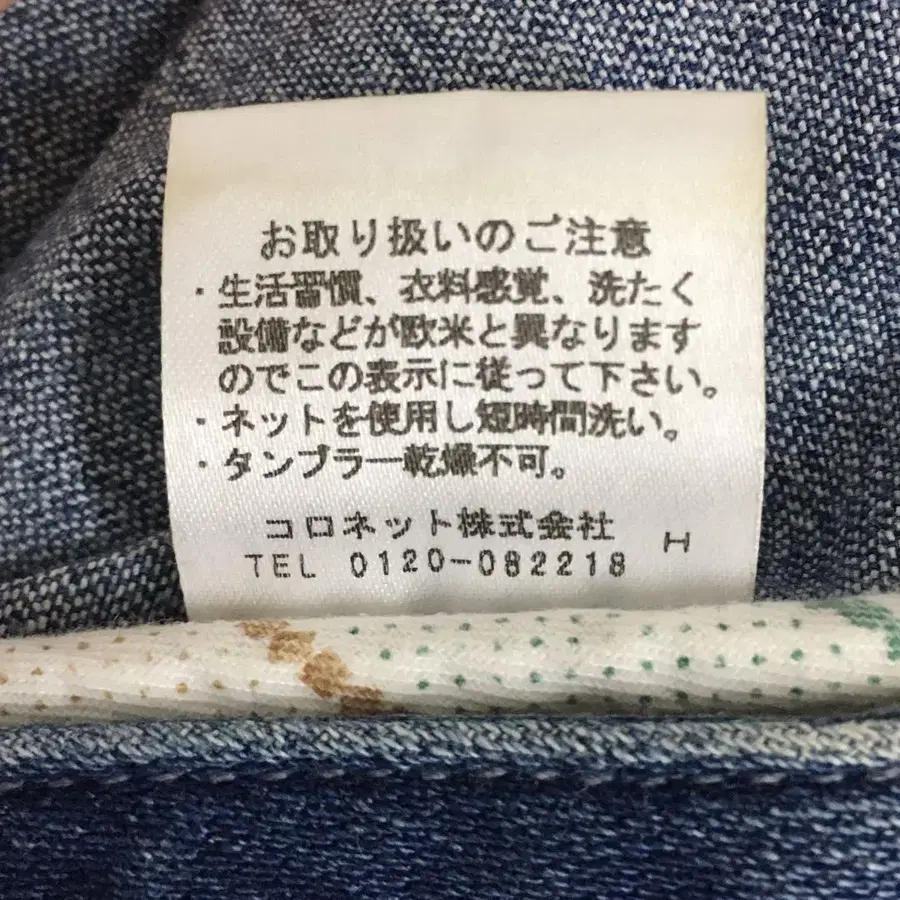 お取り扱いのご注意
・生活習慣、衣料感覚、洗たく
設備などが欧米と異なります
のでこの表示に従って下さい。
・ネットを使用し短時間洗い。
・タンブラー乾燥不可。
コロネット株式会社 H
TEL 0120-082218